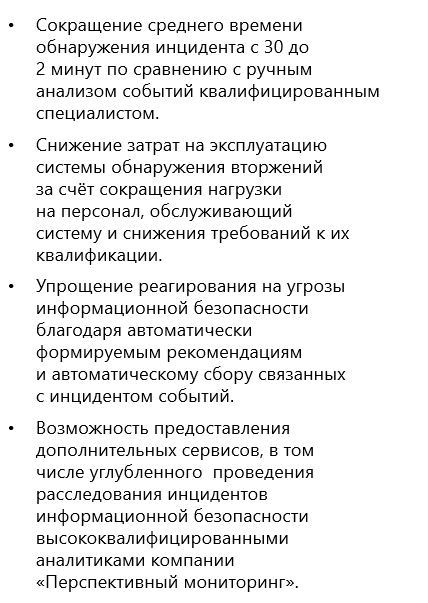 • Сокращение среднего времени
обнаружения инцидента с 30 до
2 минут по сравнению с ручным
анализом событий квалифицированным
специалистом.
• Снижение затрат на эксплуатацию
системы обнаружения вторжений
за счёт сокращения нагрузки
на персонал, обслуживающий
систему и снижения требований к их
квалификации.
• Упрощение реагирования на угрозы
информационной безопасности
благодаря автоматически
формируемым рекомендациям
и автоматическому сбору связанных
с инцидентом событий.
• Возможность предоставления
дополнительных сервисов, в том
числе углубленного  проведения
расследования инцидентов
информационной безопасности
высококвалифицированными
аналитиками компании
«Перспективный мониторинг».